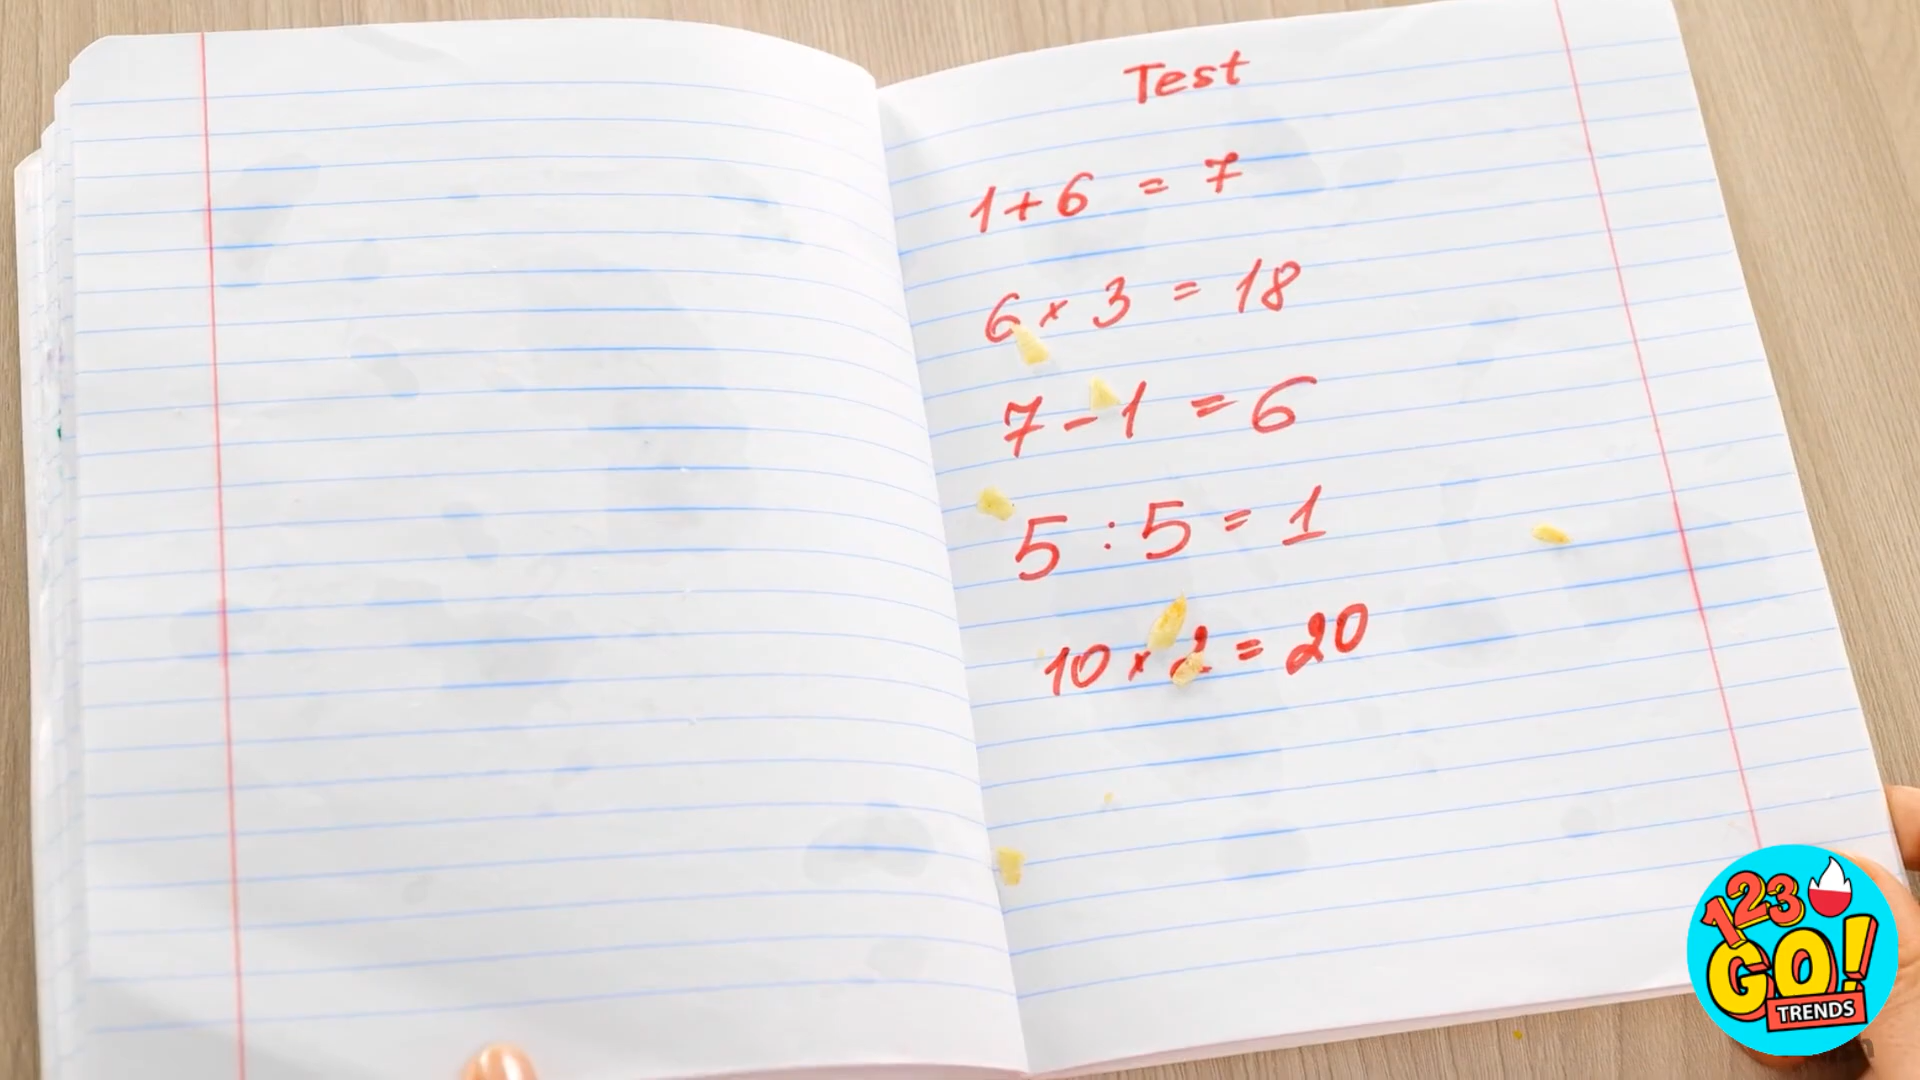 Test
1 + 6 = 7
6 × 3 = 18
7 - 1 = 6
5 : 5 = 1
10 × 2 = 20
123
GO!
TRENDS